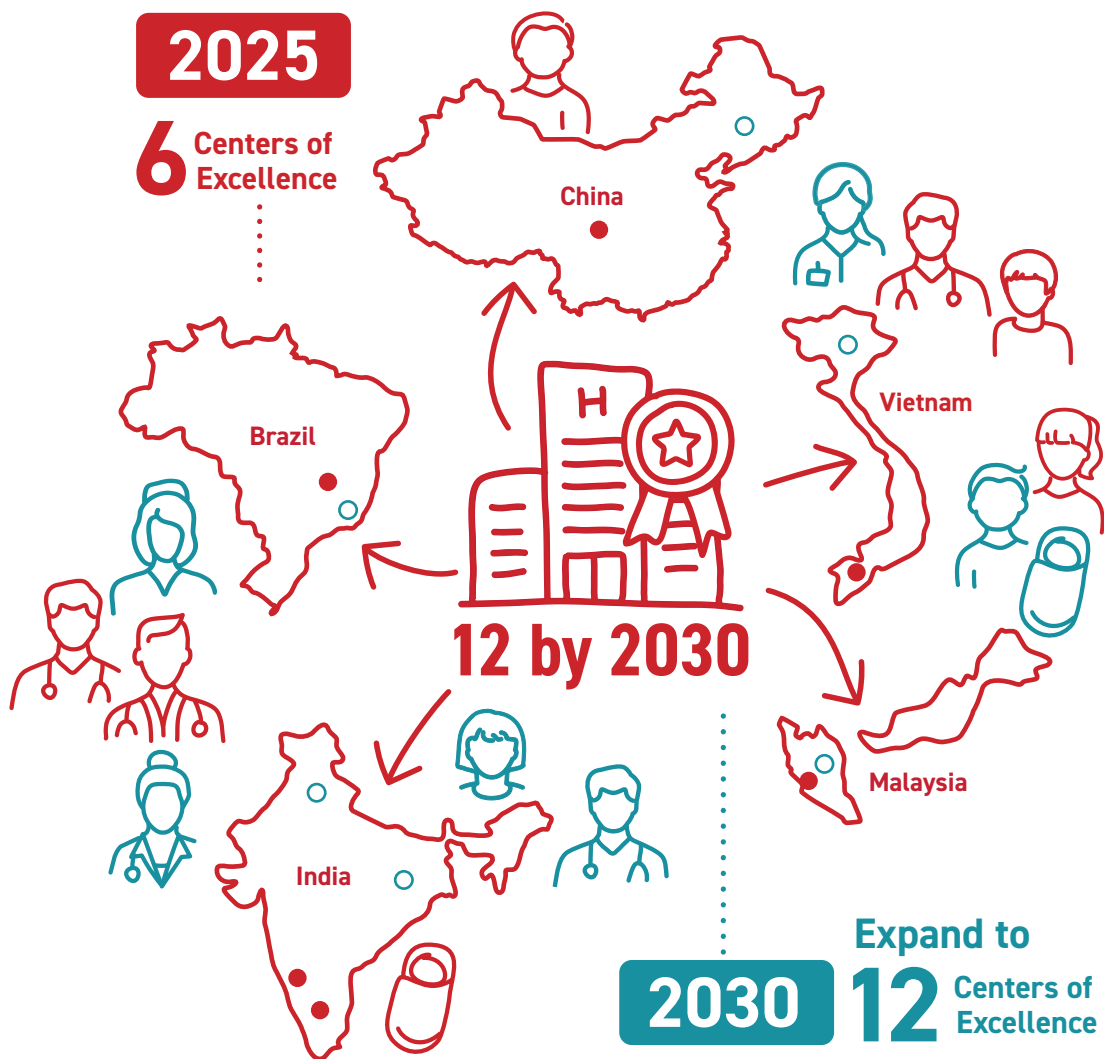 2025
6 Centers of
Excellence
China
Vietnam
Brazil
H
12 by 2030
Malaysia
India
Expand to
2030
12 Centers of
Excellence